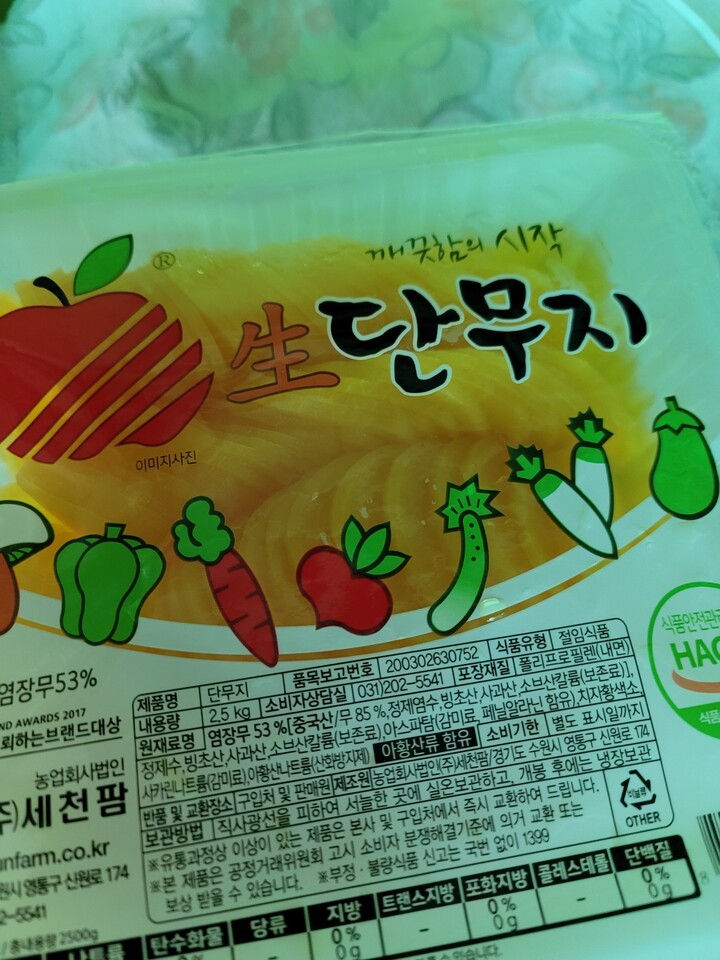 깨끗함의 시작
®
生 단무지
이미지사진
염장무53%
ND AWARDS 2017
뢰하는브랜드대상
농업회사법인
㈜세천팜
nfarm.co.kr
원시 영통구 신원로 174
2-5541
/ 총내용량 2500g
식품안전관
HAC
식품
제품명 단무지 품목보고번호 200302630752 식품유형 절임식품
내용량 2.5 kg 소비자상담실 031)202-5541 포장재질 폴리프로필렌(내면)
원재료명 염장무 53 %[중국산/무 85 %,정제염수,빙초산,사과산,소브산칼륨(보존료)],
정제수,빙초산,사과산,소브산칼륨(보존료),아스파탐(감미료, 페닐알라닌 함유),치자황색소,
사카린나트륨(감미료),아황산나트륨(산화방지제) 아황산류 함유 소비기한 별도 표시일까지
반품 및 교환장소 구입처 및 판매원 제조원 농업회사법인(주)세천팜/경기도 수원시 영통구 신원로 174
보관방법 직사광선을 피하여 서늘한 곳에 실온보관하고, 개봉 후에는 냉장보관
※유통과정상 이상이 있는 제품은 본사 및 구입처에서 즉시 교환하여 드립니다.
※본 제품은 공정거래위원회 고시 소비자 분쟁해결기준에 의거 교환 또는
보상 받을 수 있습니다. ※부정·불량식품 신고는 국번 없이 1399
비닐류
OTHER
탄수화물 당류 지방 트랜스지방 포화지방 콜레스테롤 단백질
- 0 % - 0 % - 0 %
0 g 0 g 0 g
8